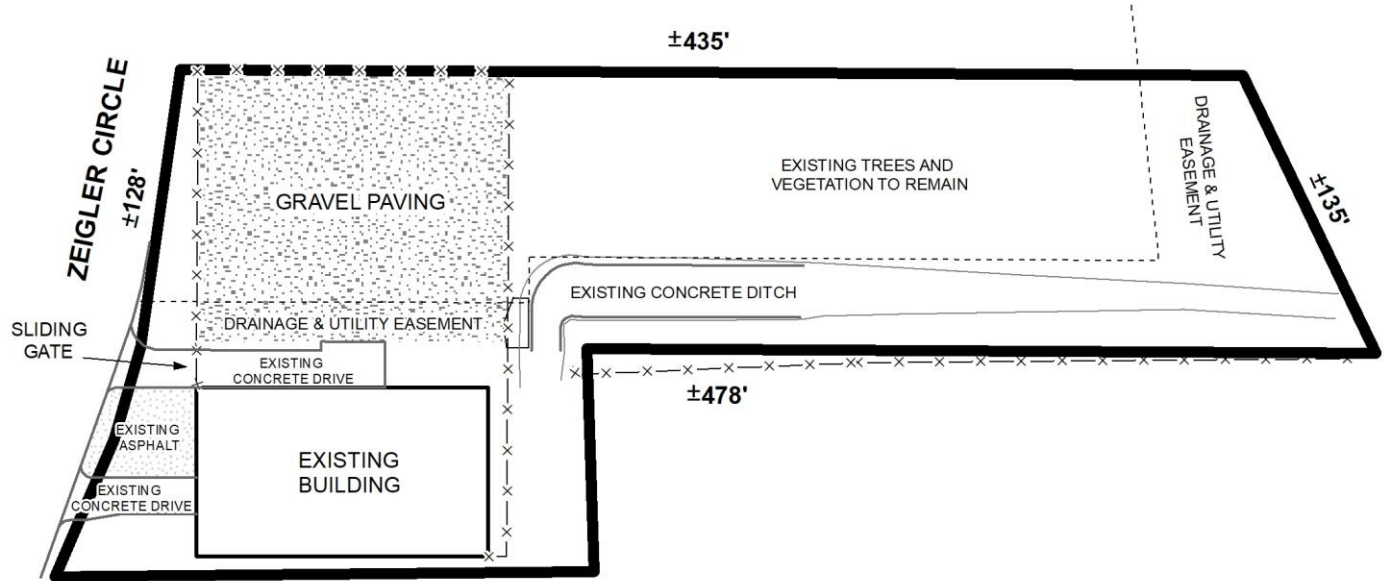 ±435'
ZEIGLER CIRCLE
±128'
DRAINAGE & UTILITY
EASEMENT
EXISTING TREES AND
VEGETATION TO REMAIN
±135'
GRAVEL PAVING
EXISTING CONCRETE DITCH
DRAINAGE & UTILITY EASEMENT
SLIDING
GATE
EXISTING
CONCRETE DRIVE
±478'
EXISTING
ASPHALT
EXISTING
BUILDING
EXISTING
CONCRETE DRIVE